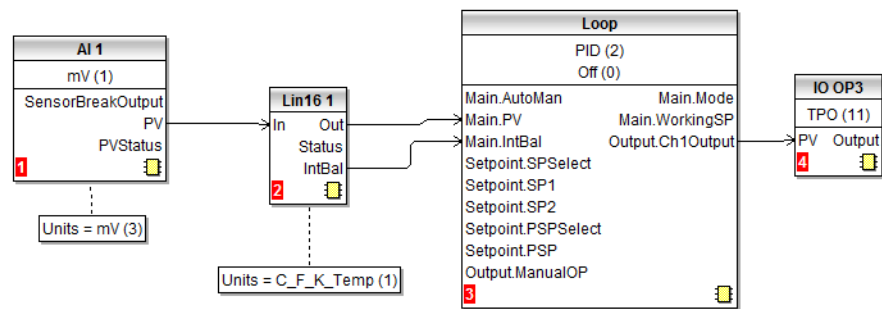 AI 1
mV (1)
SensorBreakOutput
PV
PVStatus
1
Units = mV (3)
Lin16 1
In Out
Status
IntBal
2
Units = C_F_K_Temp (1)
Loop
PID (2)
Off (0)
Main.AutoMan Main.Mode
Main.PV Main.WorkingSP
Main.IntBal Output.Ch1Output
Setpoint.SPSelect
Setpoint.SP1
Setpoint.SP2
Setpoint.PSPSelect
Setpoint.PSP
Output.ManualOP
3
IO OP3
TPO (11)
PV Output
4